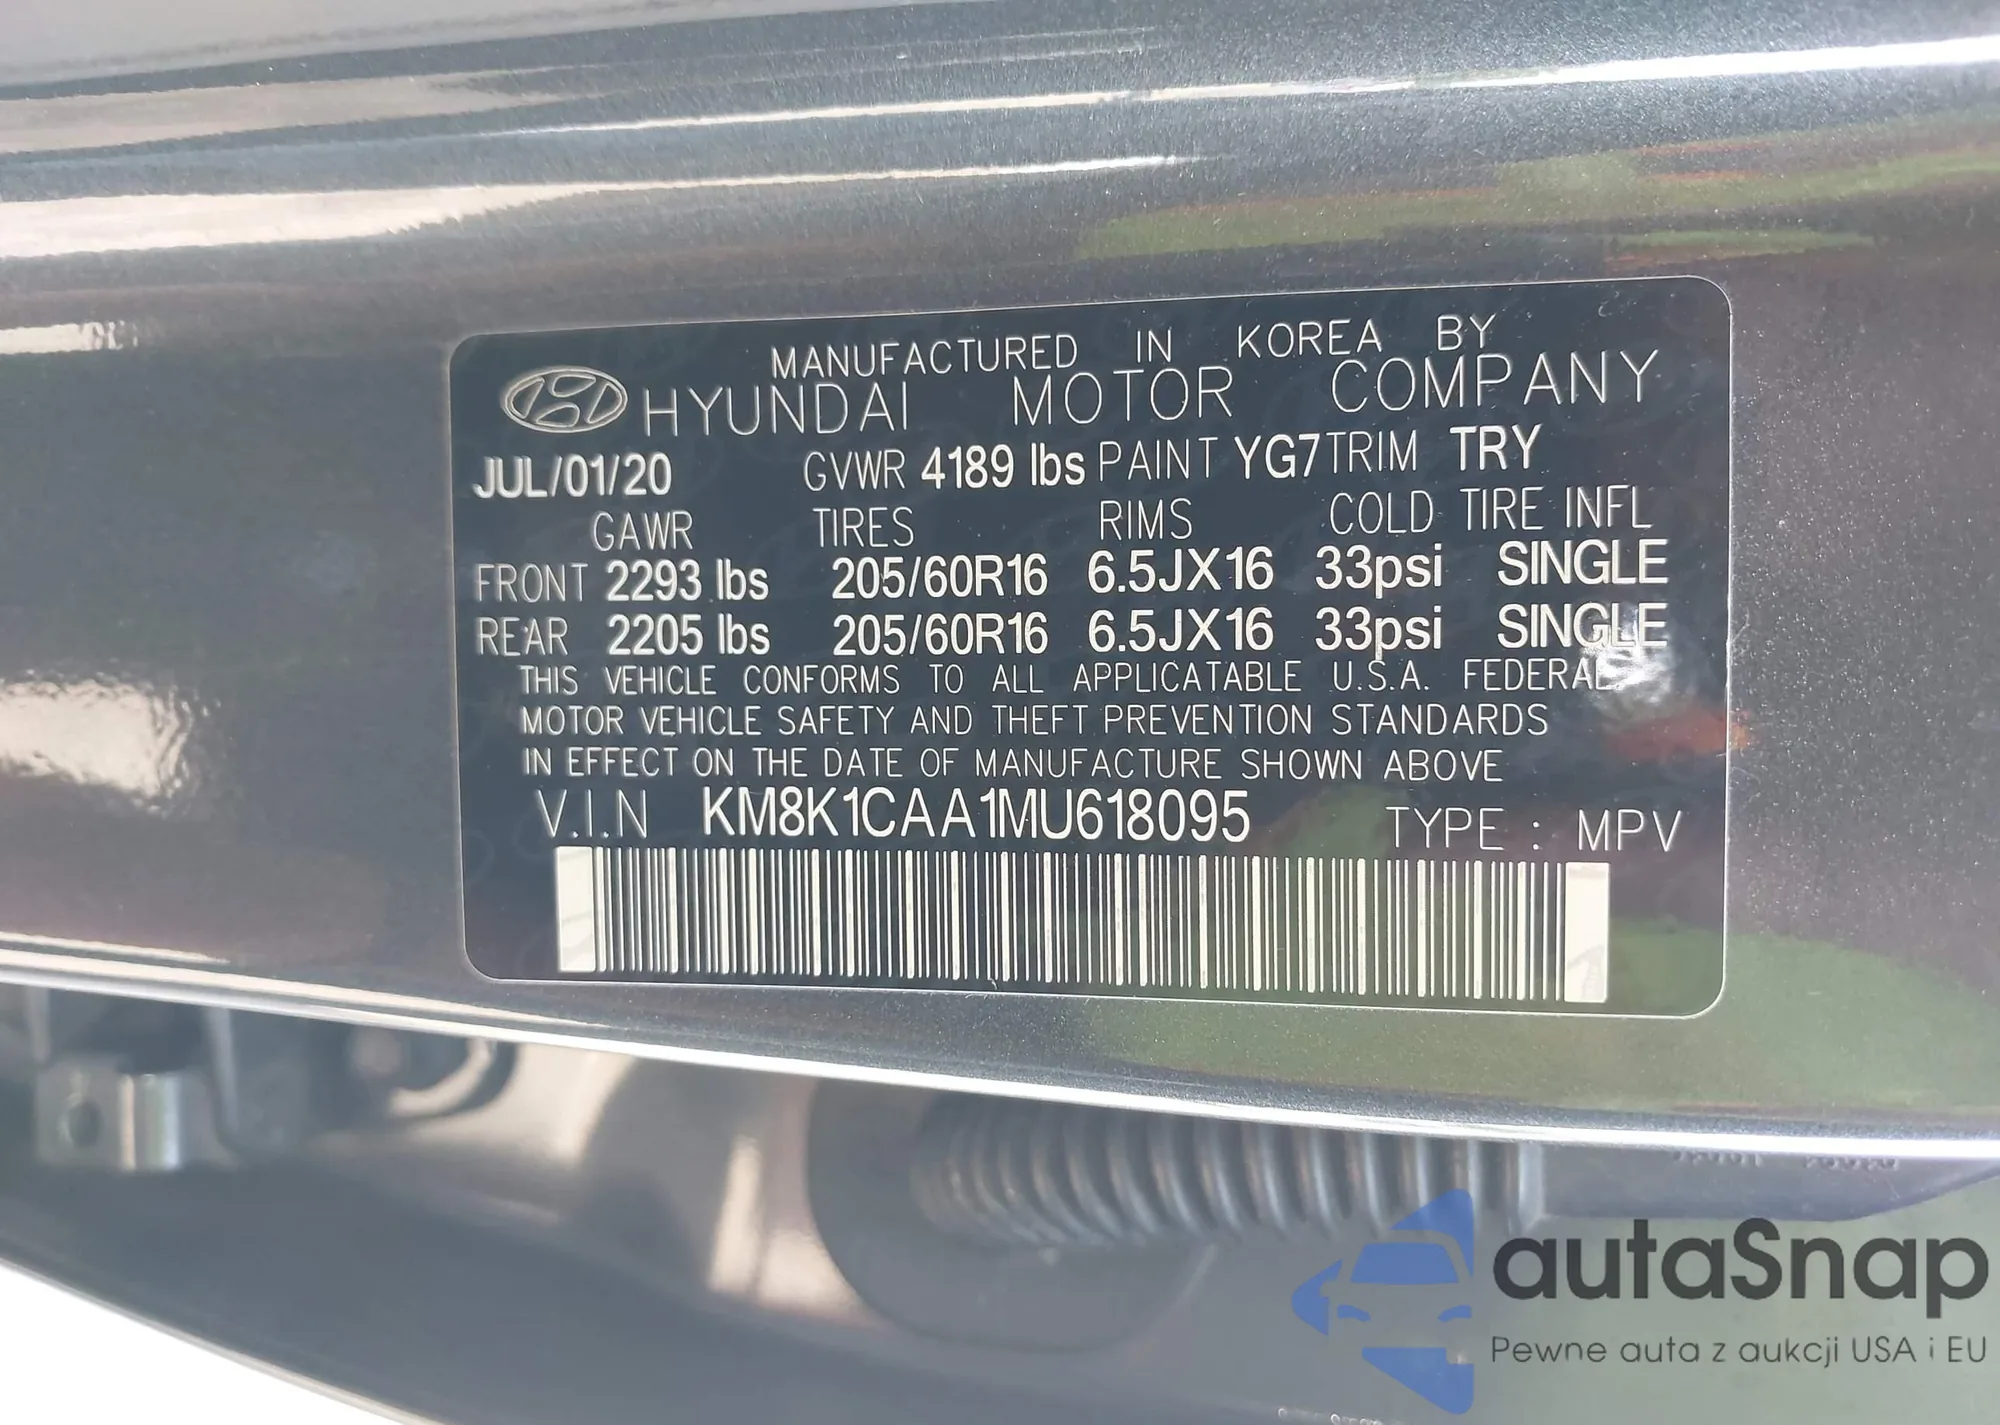 MANUFACTURED IN KOREA BY
HYUNDAI MOTOR COMPANY
JUL/01/20 GVWR 4189 lbs PAINT YG7 TRIM TRY
GAWR TIRES RIMS COLD TIRE INFL
FRONT 2293 lbs 205/60R16 6.5JX16 33psi SINGLE
REAR 2205 lbs 205/60R16 6.5JX16 33psi SINGLE
THIS VEHICLE CONFORMS TO ALL APPLICATABLE U.S.A. FEDERAL
MOTOR VEHICLE SAFETY AND THEFT PREVENTION STANDARDS
IN EFFECT ON THE DATE OF MANUFACTURE SHOWN ABOVE
V.I.N KM8K1CAA1MU618095 TYPE : MPV
autaSnap
Pewne auta z aukcji USA i EU